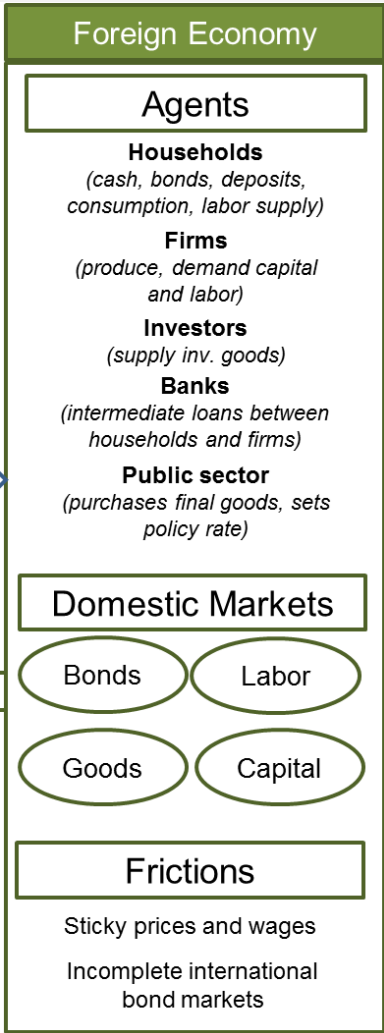 Foreign Economy
Agents
Households
(cash, bonds, deposits,
consumption, labor supply)
Firms
(produce, demand capital
and labor)
Investors
(supply inv. goods)
Banks
(intermediate loans between
households and firms)
Public sector
(purchases final goods, sets
policy rate)
Domestic Markets
Bonds
Labor
Goods
Capital
Frictions
Sticky prices and wages
Incomplete international
bond markets